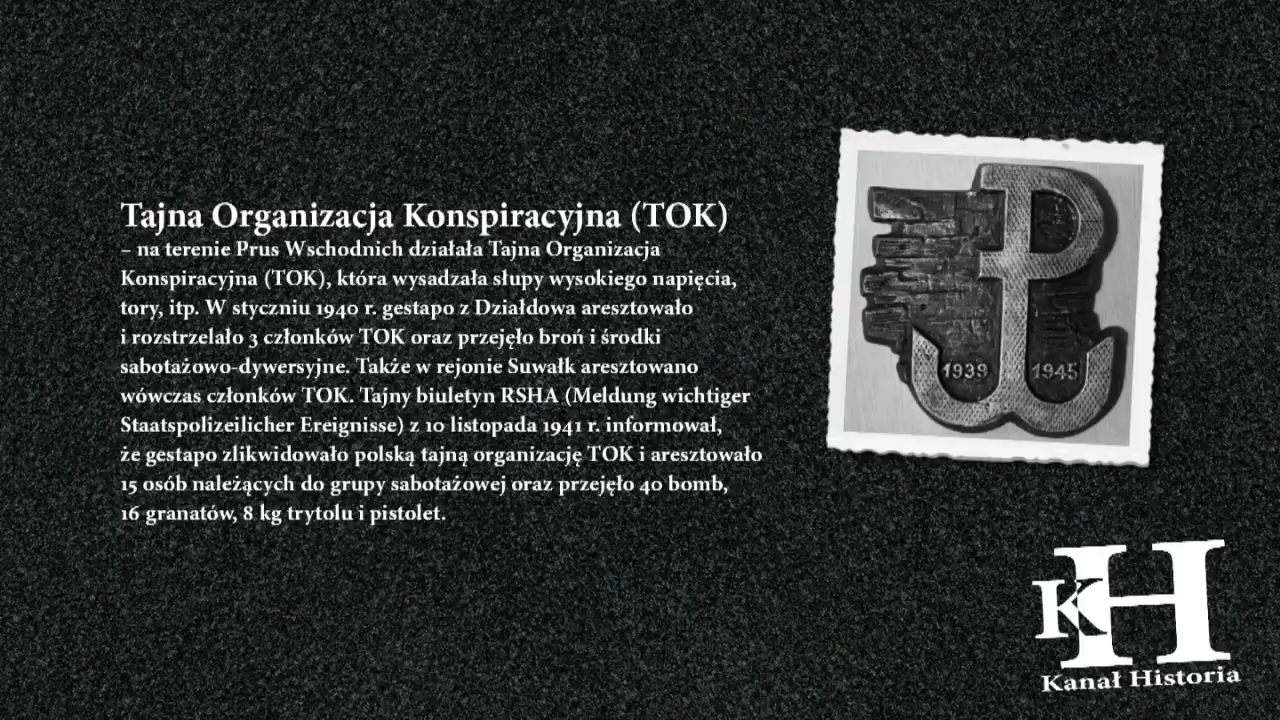 Tajna Organizacja Konspiracyjna (TOK)
– na terenie Prus Wschodnich działała Tajna Organizacja
Konspiracyjna (TOK), która wysadzała słupy wysokiego napięcia,
tory, itp. W styczniu 1940 r. gestapo z Działdowa aresztowało
i rozstrzelało 3 członków TOK oraz przejęło broń i środki
sabotażowo-dywersyjne. Także w rejonie Suwałk aresztowano
wówczas członków TOK. Tajny biuletyn RSHA (Meldung wichtiger
Staatspolizeilicher Ereignisse) z 10 listopada 1941 r. informował,
że gestapo zlikwidowało polską tajną organizację TOK i aresztowało
15 osób należących do grupy sabotażowej oraz przejęło 40 bomb,
16 granatów, 8 kg trytolu i pistolet.
P
1939 1945
KH
Kanał Historia